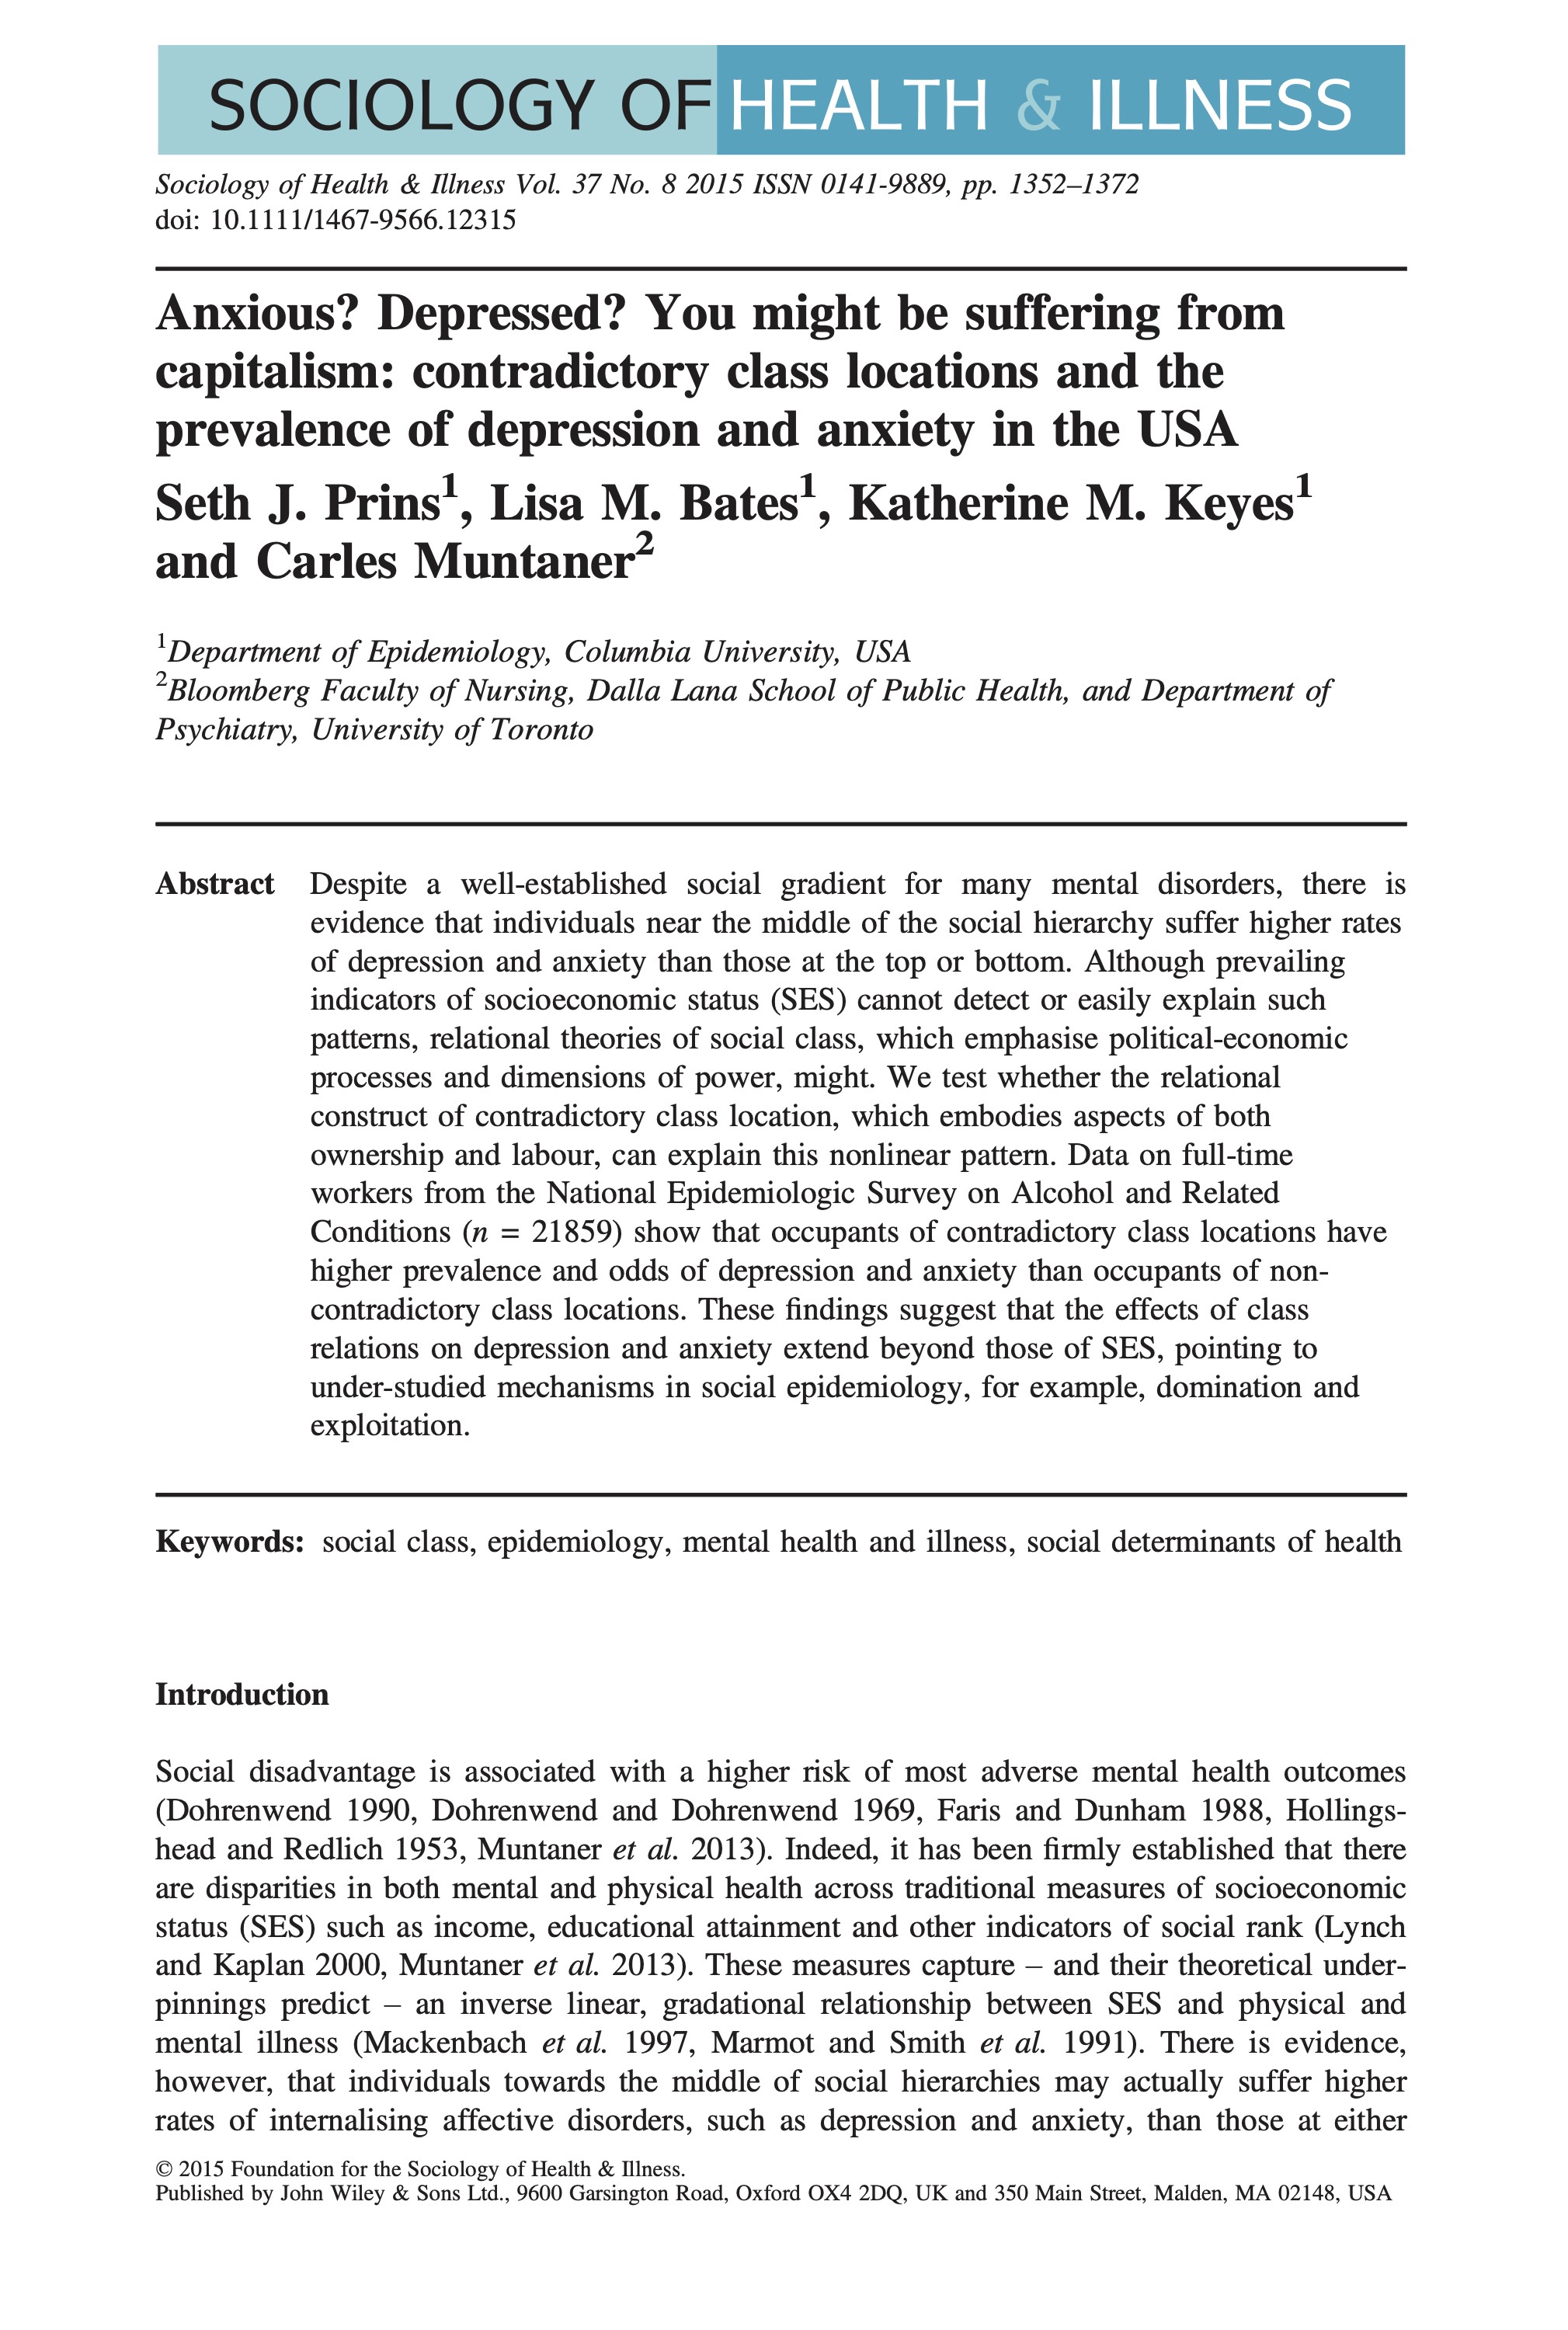 SOCIOLOGY OF HEALTH & ILLNESS
Sociology of Health & Illness Vol. 37 No. 8 2015 ISSN 0141-9889, pp. 1352–1372
doi: 10.1111/1467-9566.12315
Anxious? Depressed? You might be suffering from
capitalism: contradictory class locations and the
prevalence of depression and anxiety in the USA
Seth J. Prins1, Lisa M. Bates1, Katherine M. Keyes1
and Carles Muntaner2
1Department of Epidemiology, Columbia University, USA
2Bloomberg Faculty of Nursing, Dalla Lana School of Public Health, and Department of
Psychiatry, University of Toronto
Abstract Despite a well-established social gradient for many mental disorders, there is
evidence that individuals near the middle of the social hierarchy suffer higher rates
of depression and anxiety than those at the top or bottom. Although prevailing
indicators of socioeconomic status (SES) cannot detect or easily explain such
patterns, relational theories of social class, which emphasise political-economic
processes and dimensions of power, might. We test whether the relational
construct of contradictory class location, which embodies aspects of both
ownership and labour, can explain this nonlinear pattern. Data on full-time
workers from the National Epidemiologic Survey on Alcohol and Related
Conditions (n = 21859) show that occupants of contradictory class locations have
higher prevalence and odds of depression and anxiety than occupants of non-
contradictory class locations. These findings suggest that the effects of class
relations on depression and anxiety extend beyond those of SES, pointing to
under-studied mechanisms in social epidemiology, for example, domination and
exploitation.
Keywords: social class, epidemiology, mental health and illness, social determinants of health
Introduction
Social disadvantage is associated with a higher risk of most adverse mental health outcomes
(Dohrenwend 1990, Dohrenwend and Dohrenwend 1969, Faris and Dunham 1988, Hollings-
head and Redlich 1953, Muntaner et al. 2013). Indeed, it has been firmly established that there
are disparities in both mental and physical health across traditional measures of socioeconomic
status (SES) such as income, educational attainment and other indicators of social rank (Lynch
and Kaplan 2000, Muntaner et al. 2013). These measures capture – and their theoretical under-
pinnings predict – an inverse linear, gradational relationship between SES and physical and
mental illness (Mackenbach et al. 1997, Marmot and Smith et al. 1991). There is evidence,
however, that individuals towards the middle of social hierarchies may actually suffer higher
rates of internalising affective disorders, such as depression and anxiety, than those at either
© 2015 Foundation for the Sociology of Health & Illness.
Published by John Wiley & Sons Ltd., 9600 Garsington Road, Oxford OX4 2DQ, UK and 350 Main Street, Malden, MA 02148, USA